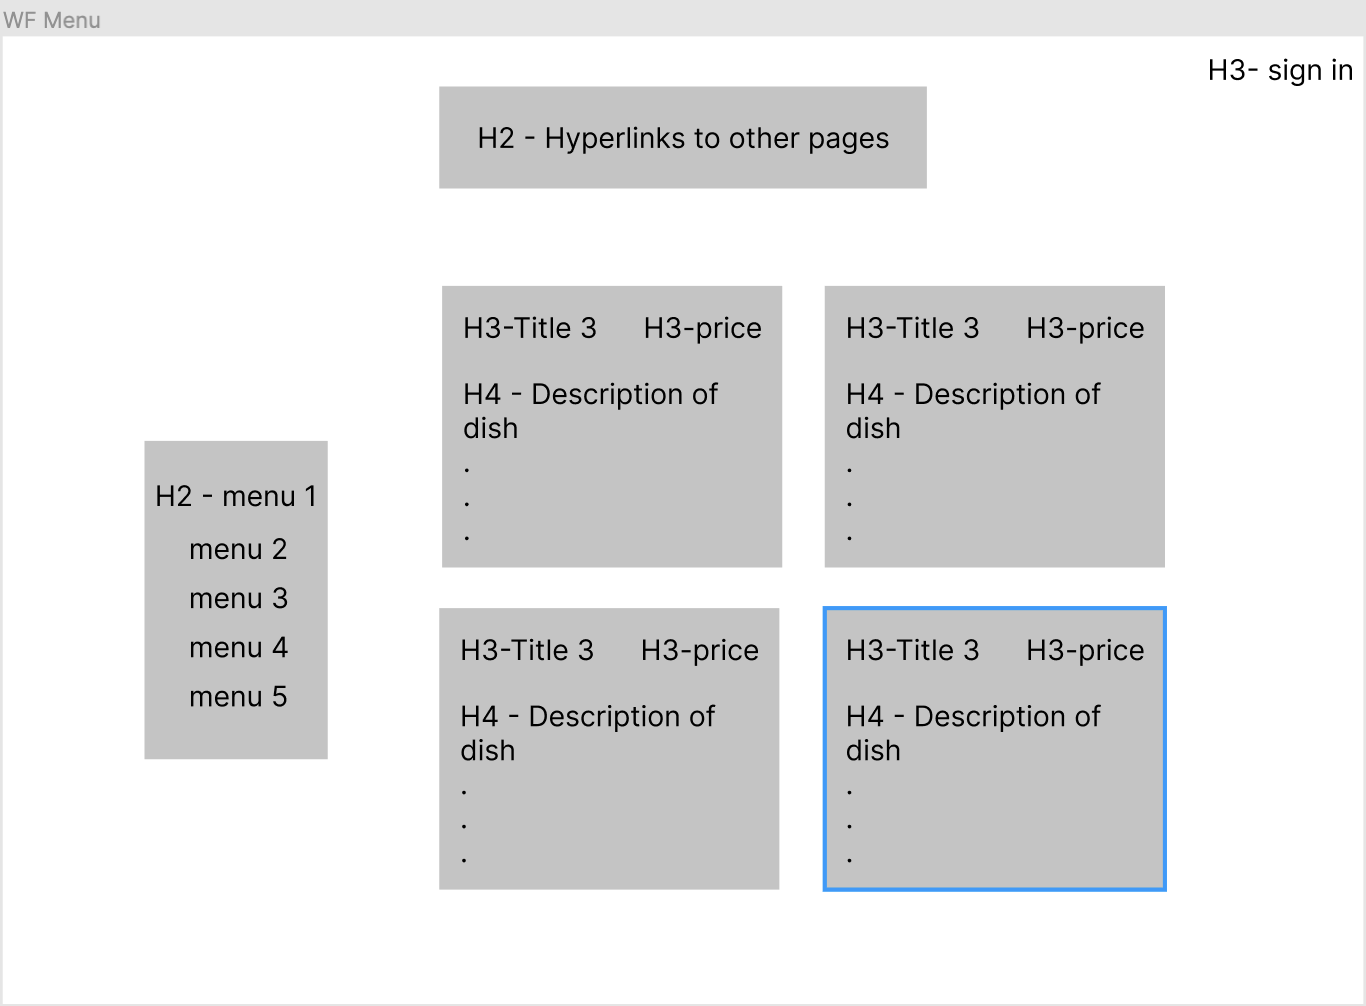 WF Menu
H3- sign in
H2 - Hyperlinks to other pages
H3-Title 3 H3-price
H4 - Description of
dish
.
.
.
H3-Title 3 H3-price
H4 - Description of
dish
.
.
.
H2 - menu 1
menu 2
menu 3
menu 4
menu 5
H3-Title 3 H3-price
H4 - Description of
dish
.
.
.
H3-Title 3 H3-price
H4 - Description of
dish
.
.
.